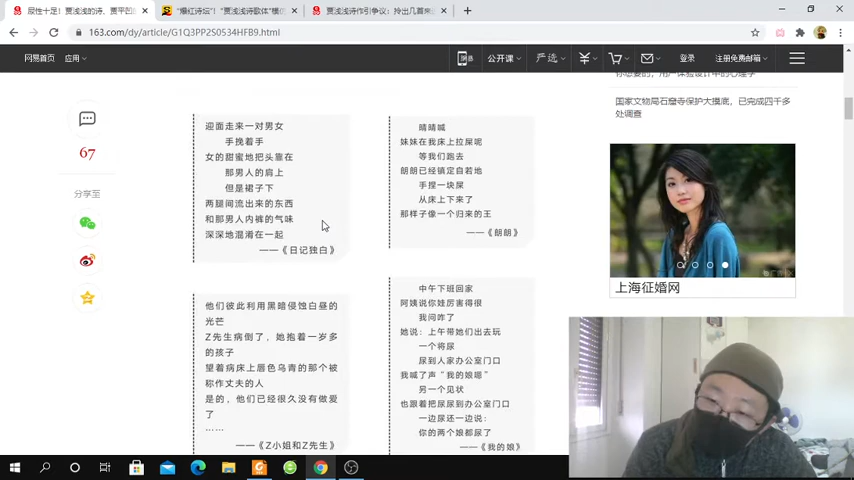 辰性十足！贾浅浅的诗、贾平凹
"爆红诗坛"！"贾浅浅诗歌体"横
贾浅浅诗作引争议：拎出几首来
163.com/dy/article/G1Q3PP2S0534HFB9.html
网易首页 应用
公开课 严选 登录 注册免费邮箱
67
分享至
迎面走来一对男女
手挽着手
女的甜蜜地把头靠在
那男人的肩上
但是裙子下
两腿间流出来的东西
和那男人内裤的气味
深深地混淆在一起
——《日记独白》
晴晴喊
妹妹在我床上拉屎呢
等我们跑去
朗朗已经镇定自若地
手捏一块屎
从床上下来了
那样子像一个归来的王
——《朗朗》
他们彼此利用黑暗侵蚀白昼的
光芒
Z先生病倒了，她抱着一岁多
的孩子
望着病床上唇色乌青的那个被
称作丈夫的人
是的，他们已经很久没有做爱
了
……
——《Z小姐和Z先生》
中午下班回家
阿姨说你娃厉害得很
我问咋了
她说：上午带她们出去玩
一个将尿
尿到人家办公室门口
我喊了声“我的娘嗯”
另一个见状
也跟着把尿尿到办公室门口
一边尿还一边说：
你的两个娘都尿了
——《我的娘》
国家文物局石窟寺保护大摸底，已完成四千多
处调查
上海征婚网